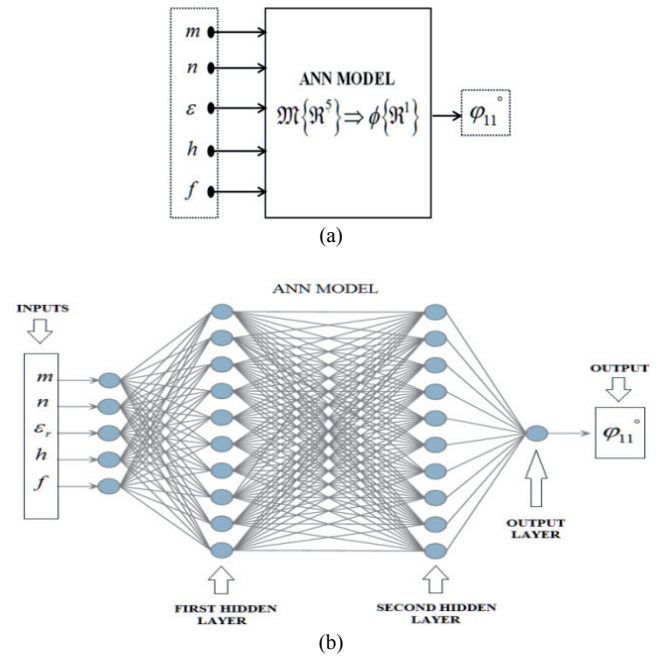 m
n
ε
h
f
ANN MODEL
𝔐{ℜ⁵}⇒ϕ{ℜ¹}
φ₁₁°
(a)
ANN MODEL
INPUTS
m
n
εᵣ
h
f
OUTPUT
φ₁₁°
OUTPUT
LAYER
FIRST HIDDEN
LAYER
SECOND HIDDEN
LAYER
(b)